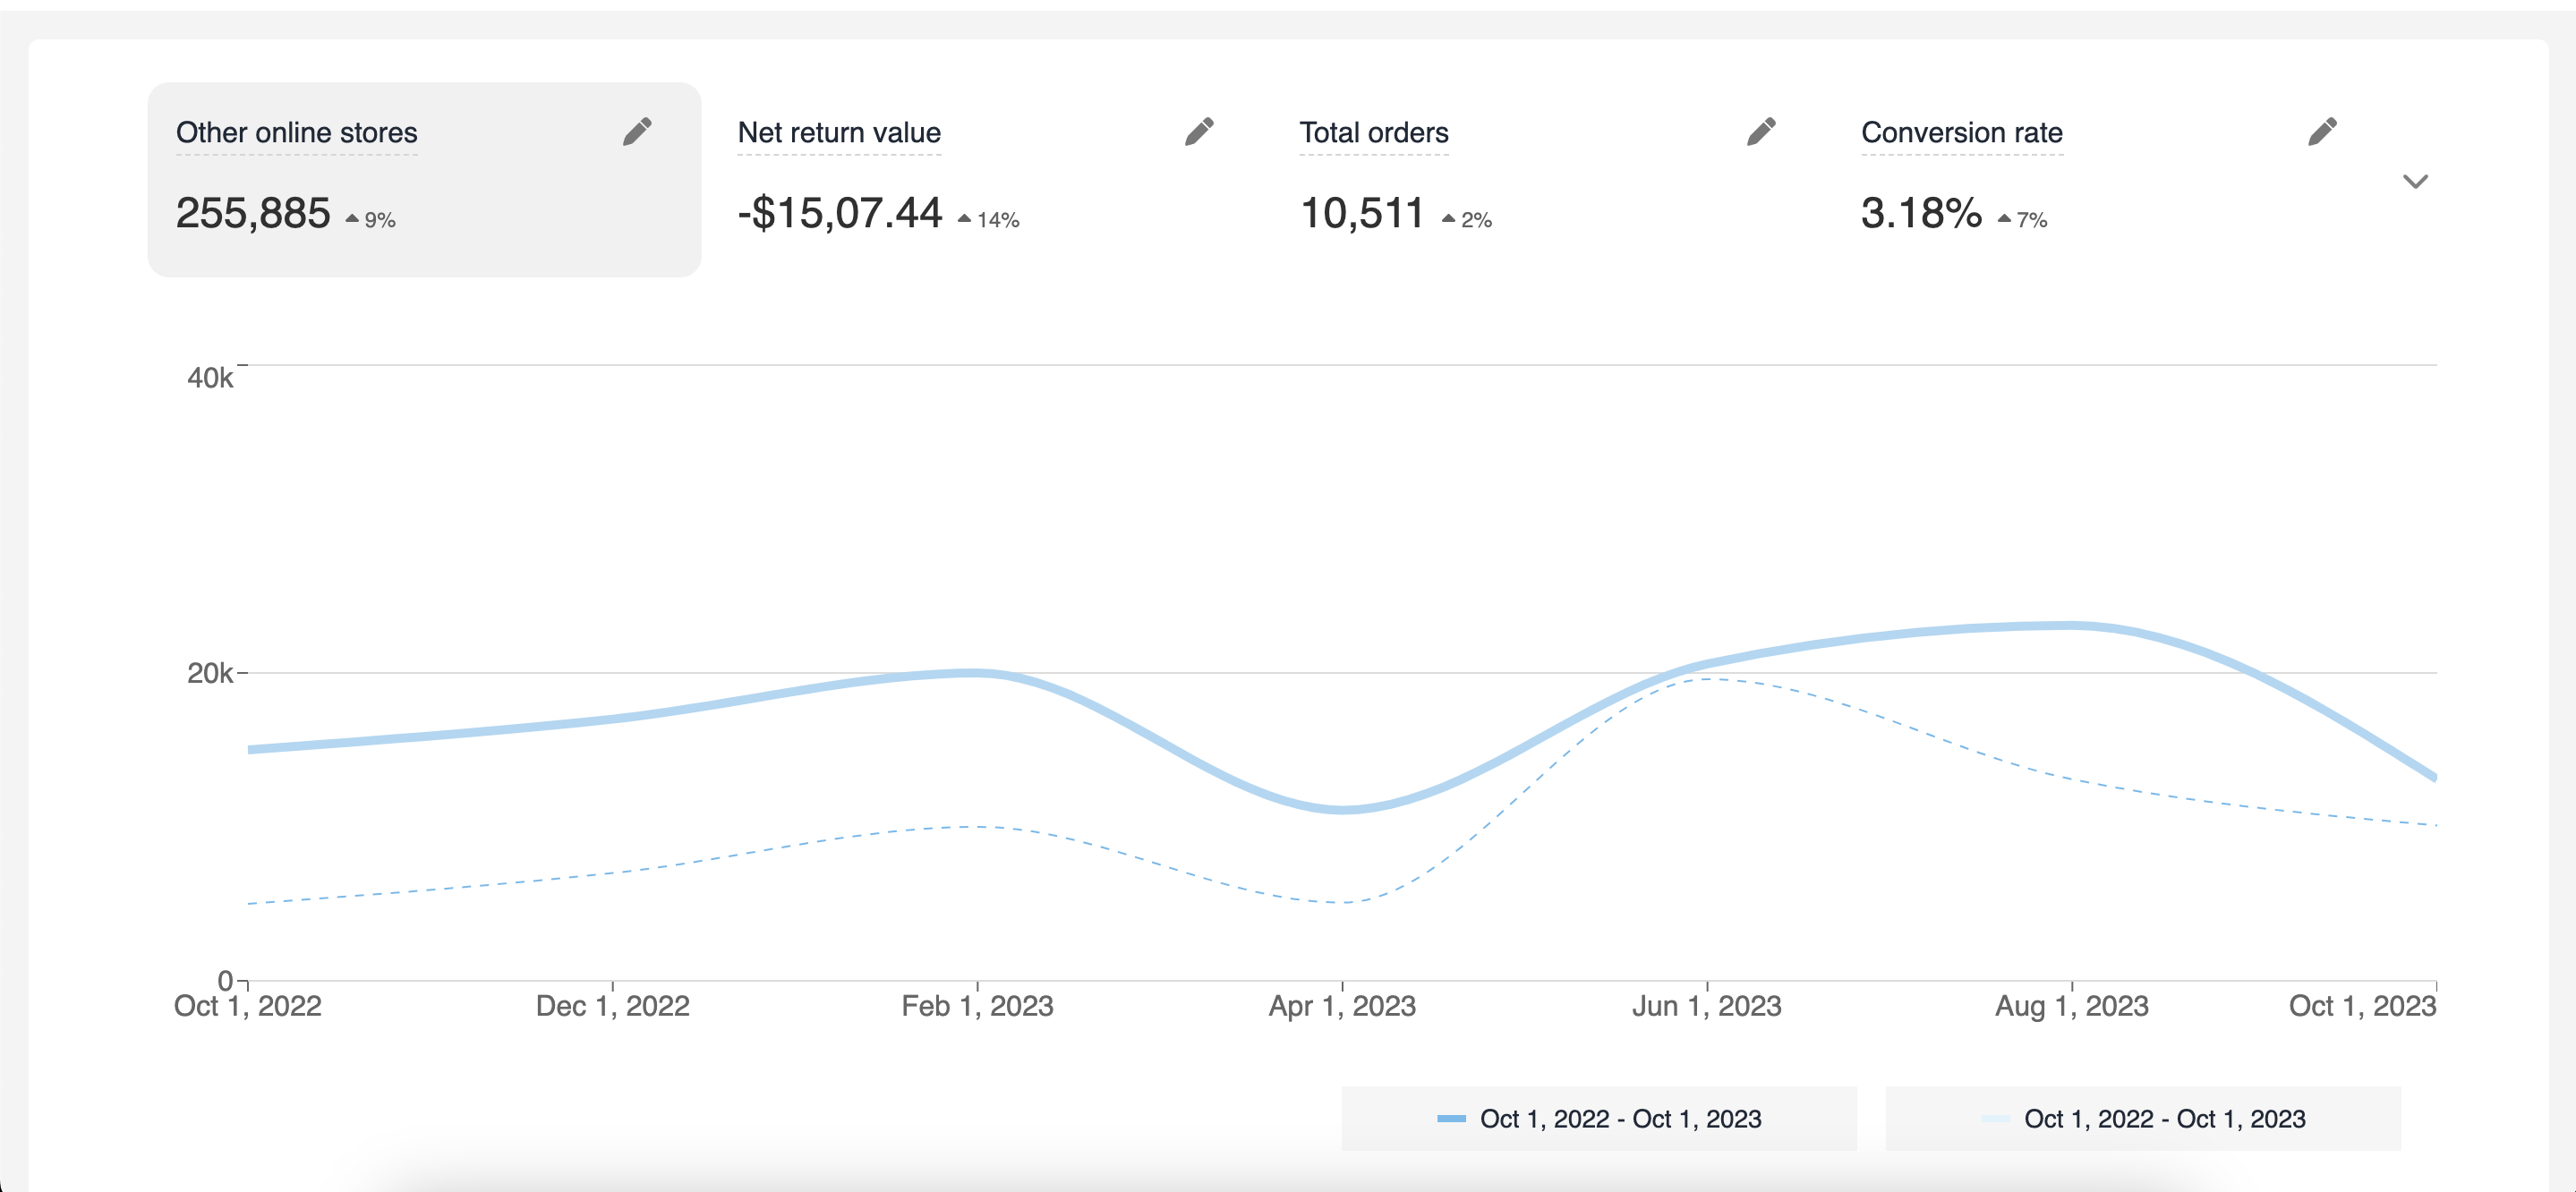 Other online stores
255,885 9%
Net return value
-$15,07.44 14%
Total orders
10,511 2%
Conversion rate
3.18% 7%
40k
20k
0
Oct 1, 2022 Dec 1, 2022 Feb 1, 2023 Apr 1, 2023 Jun 1, 2023 Aug 1, 2023 Oct 1, 2023
Oct 1, 2022 - Oct 1, 2023 Oct 1, 2022 - Oct 1, 2023